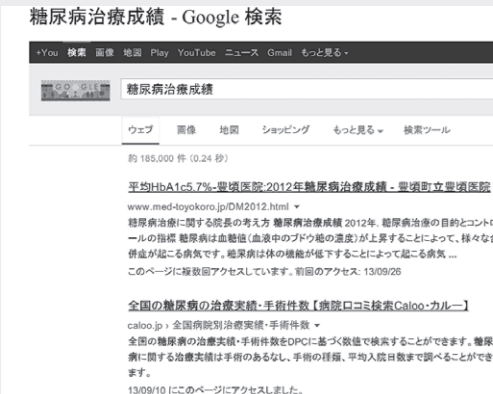 糖尿病治療成績 - Google 検索
+You 検索 画像 地図 Play YouTube ニュース Gmail もっと見る
GOOGLE
糖尿病治療成績
ウェブ 画像 地図 ショッピング もっと見る 検索ツール
約 185,000 件 (0.24 秒)
平均HbA1c5.7%-豊頃医院:2012年糖尿病治療成績 - 豊頃町立豊頃医院
www.med-toyokoro.jp/DM2012.html
糖尿病治療に関する院長の考え方 糖尿病治療成績 2012年. 糖尿病治療の目的とコントロ
ールの指標 糖尿病は血糖値(血液中のブドウ糖の濃度)が上昇することによって、様々な合
併症が起こる病気です。糖尿病は体の機能が低下することによって起こる病気 ...
このページに複数回アクセスしています。前回のアクセス: 13/09/26
全国の糖尿病の治療実績・手術件数 【病院口コミ検索Caloo・カルー】
caloo.jp › 全国病院別治療実績・手術件数
全国の糖尿病の治療実績・手術件数をDPCに基づく数値で検索することができます。糖尿
病に関する治療実績は手術のあるなし、手術の種類、平均入院日数まで調べることができ
ます。
13/09/10 にこのページにアクセスしました。